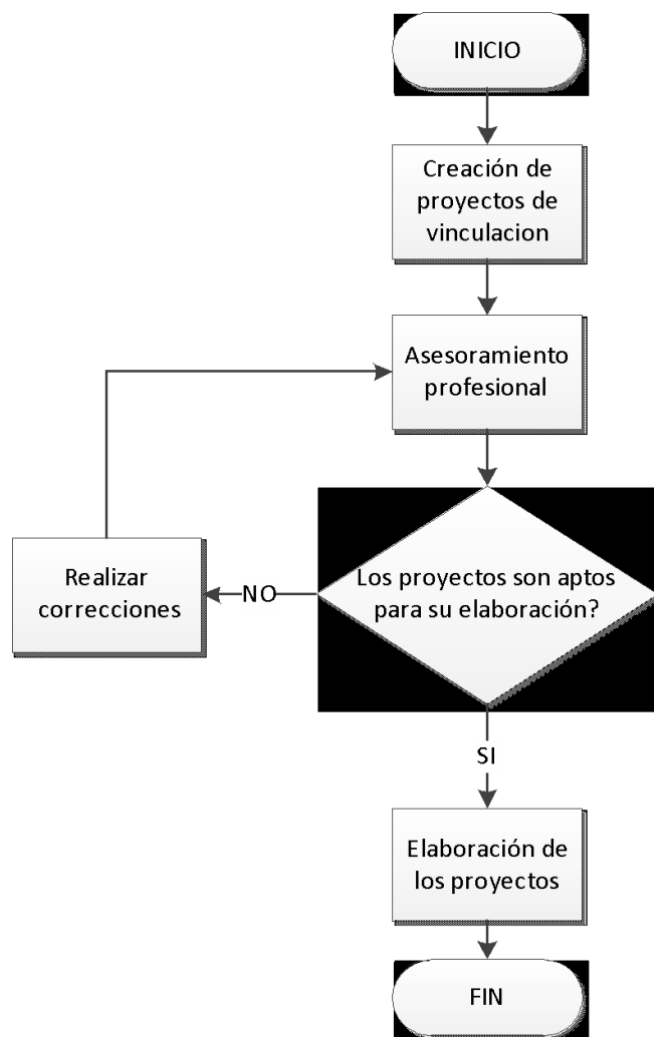 INICIO
Creación de
proyectos de
vinculacion
Asesoramiento
profesional
Los proyectos son aptos
para su elaboración?
NO
Realizar
correcciones
SI
Elaboración de
los proyectos
FIN